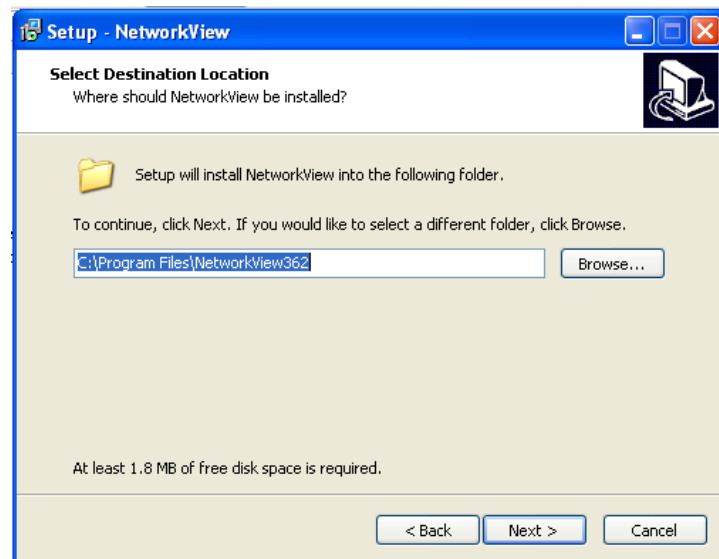 Setup - NetworkView
Select Destination Location
Where should NetworkView be installed?
Setup will install NetworkView into the following folder.
To continue, click Next. If you would like to select a different folder, click Browse.
C:\Program Files\NetworkView362
Browse...
At least 1.8 MB of free disk space is required.
< Back
Next >
Cancel